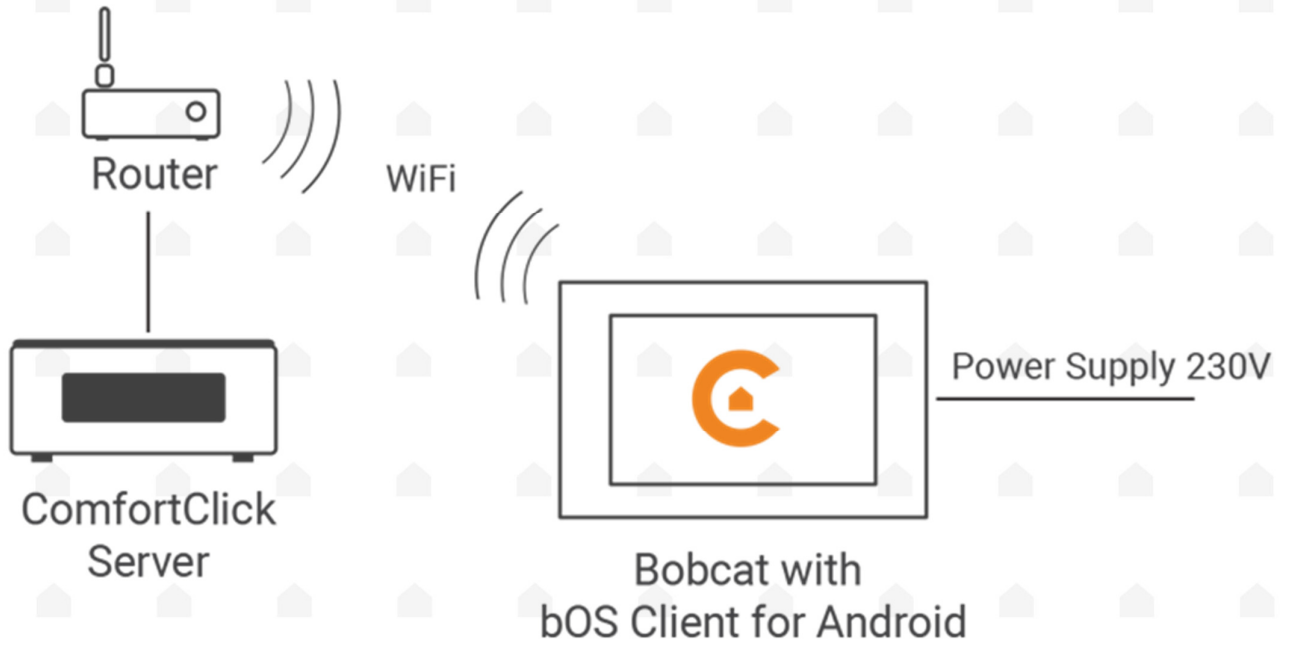 Router
WiFi
Power Supply 230V
ComfortClick
Server
Bobcat with
bOS Client for Android